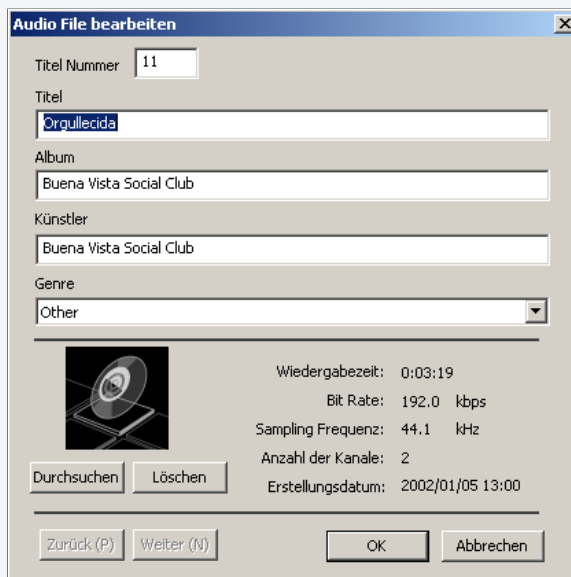 Audio File bearbeiten
Titel Nummer 11
Titel
Orgullecida
Album
Buena Vista Social Club
Künstler
Buena Vista Social Club
Genre
Other
Wiedergabezeit: 0:03:19
Bit Rate: 192.0 kbps
Sampling Frequenz: 44.1 kHz
Anzahl der Kanale: 2
Erstellungsdatum: 2002/01/05 13:00
Durchsuchen Löschen
Zurück (P) Weiter (N) OK Abbrechen